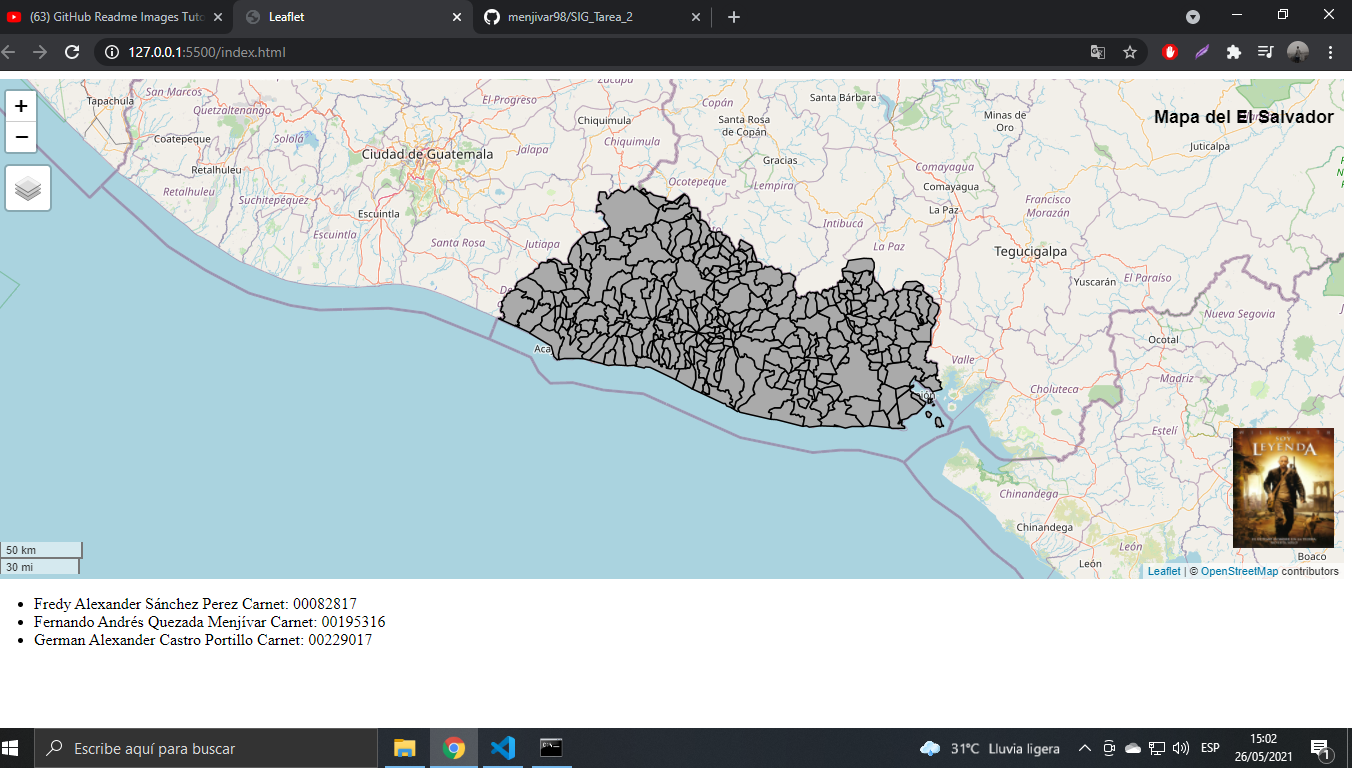 (63) GitHub Readme Images Tuto
Leaflet
menjivar98/SIG_Tarea_2
127.0.0.1:5500/index.html
+
−
Mapa del El Salvador
Tapachula
San Marcos
Quetzaltenango
Coatepeque
Sololá
Retalhuleu
Retalhuleu
Suchitepéquez
Escuintla
Escuintla
Ciudad de Guatemala
El Progreso
Zacapa
Chiquimula
Chiquimula
Jalapa
Santa Rosa
Jutiapa
Copán
Santa Bárbara
Santa Rosa
de Copán
Gracias
Ocotepeque
Lempira
Intibucá
La Paz
La Paz
Comayagua
Comayagua
Minas de
Oro
Juticalpa
Francisco
Morazán
Tegucigalpa
Yuscarán
El Paraíso
Nueva Segovia
Ocotal
Madriz
Valle
Choluteca
Estelí
Chinandega
Chinandega
León
León
Boaco
SOY
LEYENDA
50 km
30 mi
Leaflet | © OpenStreetMap contributors
Fredy Alexander Sánchez Perez Carnet: 00082817
Fernando Andrés Quezada Menjívar Carnet: 00195316
German Alexander Castro Portillo Carnet: 00229017
Escribe aquí para buscar
31°C Lluvia ligera
ESP
15:02
26/05/2021
1